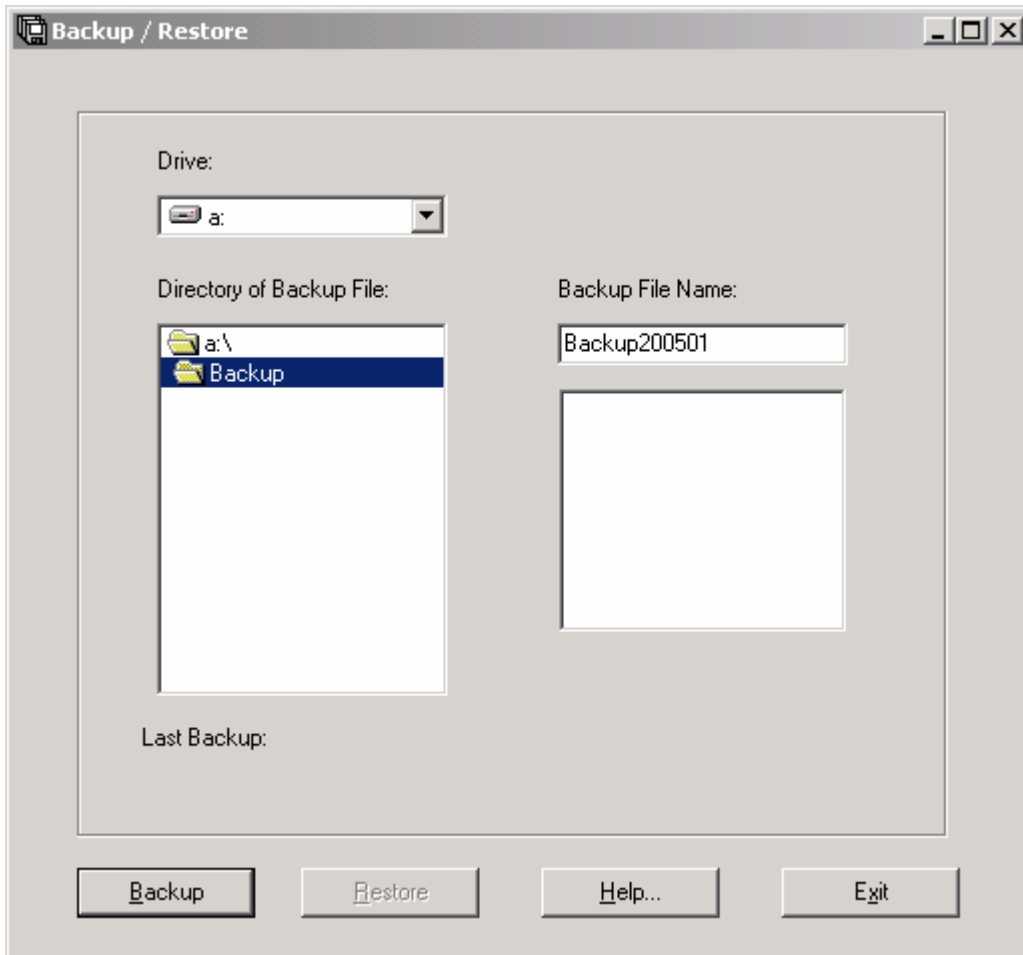 Backup / Restore
Drive:
a:
Directory of Backup File:
Backup File Name:
a:\
Backup200501
Backup
Last Backup:
Backup
Restore
Help...
Exit